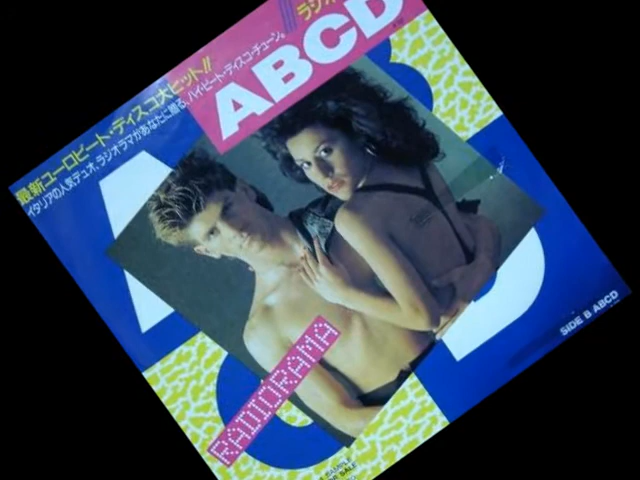 ラジオ
ABCD
最新ユーロビート・ディスコ大ヒット!!
イタリアの人気デュオ、ラジオラマがあなたに贈る、ハイ・ビート・ディスコ・チューン。
RADIORAMA
SIDE B ABCD
SAMPLE
SALE